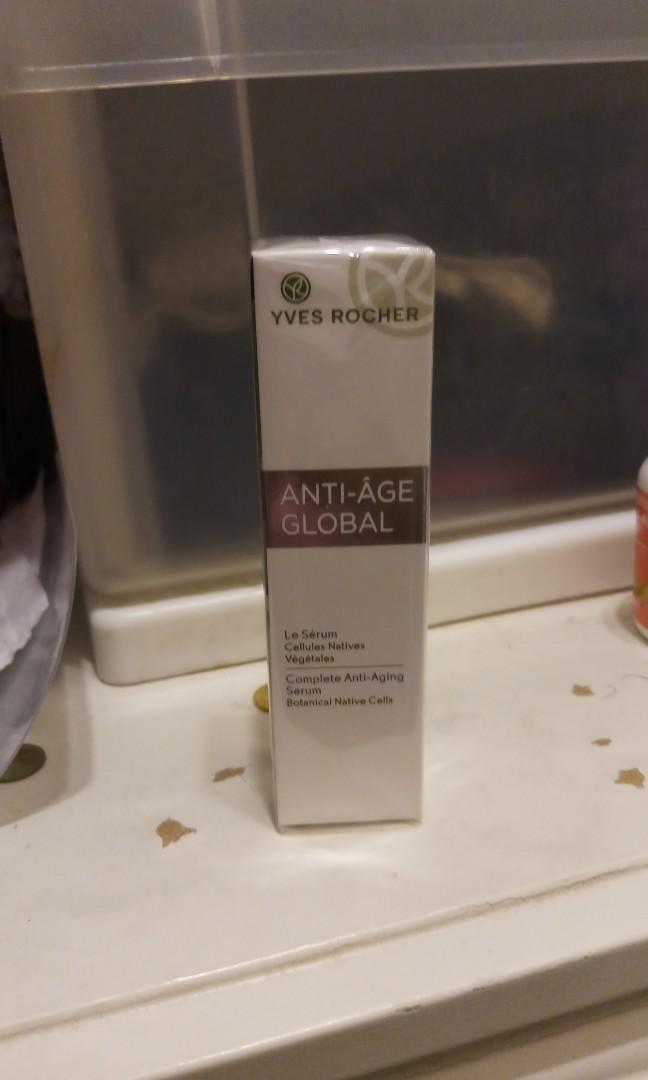 YVES ROCHER
ANTI-ÂGE
GLOBAL
Le Sérum
Cellules Natives
Végétales
Complete Anti-Aging
Serum
Botanical Native Cells